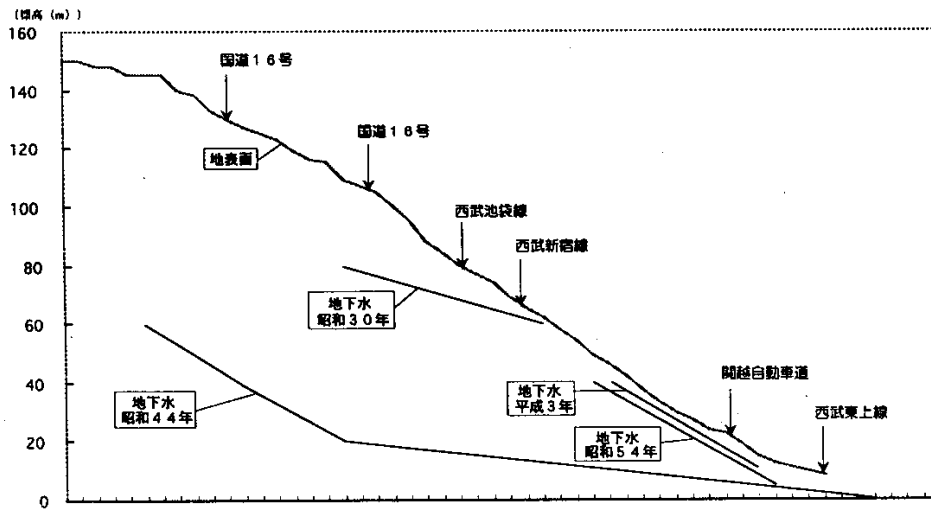 (標高(m))
160
140
120
100
80
60
40
20
0
国道16号
国道16号
地表面
西武池袋線
西武新宿線
地下水
昭和30年
関越自動車道
地下水
平成3年
西武東上線
地下水
昭和44年
地下水
昭和54年